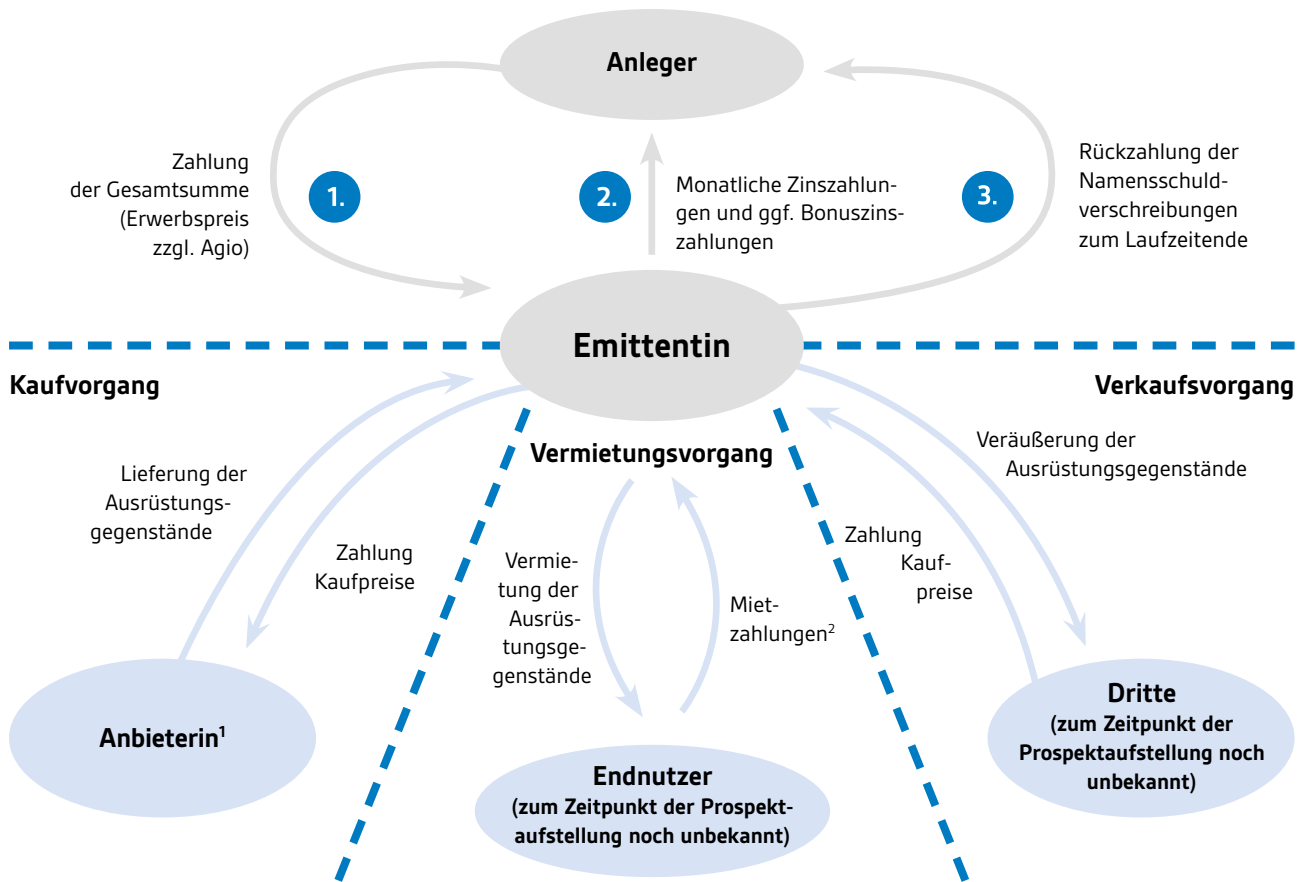 Anleger
Zahlung
der Gesamtsumme
(Erwerbspreis
zzgl. Agio)
1.
2.
Monatliche Zinszahlun-
gen und ggf. Bonuszins-
zahlungen
3.
Rückzahlung der
Namensschuld-
verschreibungen
zum Laufzeitende
Emittentin
Kaufvorgang
Verkaufsvorgang
Vermietungsvorgang
Lieferung der
Ausrüstungs-
gegenstände
Zahlung
Kaufpreise
Vermie-
tung der
Ausrüs-
tungsge-
genstände
Miet-
zahlungen²
Zahlung
Kauf-
preise
Veräußerung der
Ausrüstungsgegenstände
Anbieterin¹
Endnutzer
(zum Zeitpunkt der Prospekt-
aufstellung noch unbekannt)
Dritte
(zum Zeitpunkt der
Prospektaufstellung noch
unbekannt)